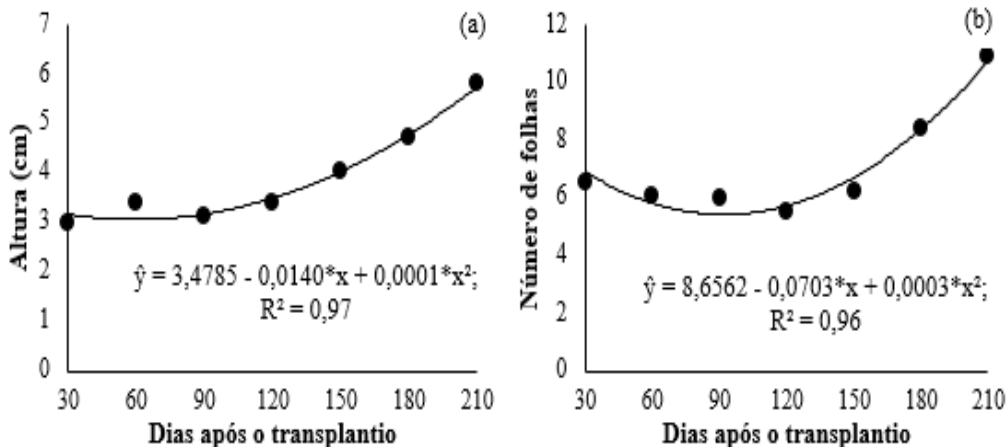 (a)
Altura (cm)
7
6
5
4
3
2
1
0
ŷ = 3,4785 - 0,0140*x + 0,0001*x²;
R² = 0,97
30 60 90 120 150 180 210
Dias após o transplantio
(b)
Número de folhas
12
10
8
6
4
2
0
ŷ = 8,6562 - 0,0703*x + 0,0003*x²;
R² = 0,96
30 60 90 120 150 180 210
Dias após o transplantio